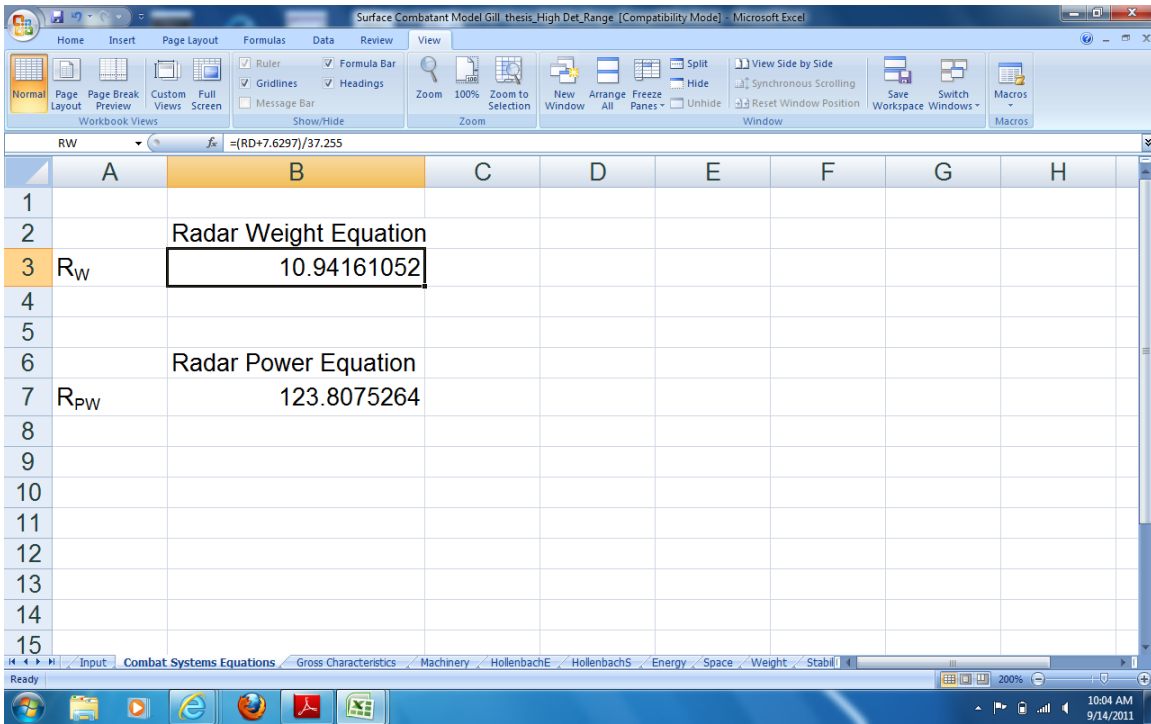 Surface Combatant Model Gill thesis_High Det_Range [Compatibility Mode] - Microsoft Excel
Home Insert Page Layout Formulas Data Review View
Normal Page Layout Page Break Preview Custom Views Full Screen
Workbook Views
Ruler Formula Bar
Gridlines Headings
Message Bar
Show/Hide
Zoom 100% Zoom to Selection
Zoom
New Window Arrange All Freeze Panes
Split
Hide
Unhide
View Side by Side
Synchronous Scrolling
Reset Window Position
Save Workspace Switch Windows
Window
Macros
Macros
RW fx =(RD+7.6297)/37.255
A B C D E F G H
1
2 Radar Weight Equation
3 RW 10.94161052
4
5
6 Radar Power Equation
7 RPW 123.8075264
8
9
10
11
12
13
14
15
Input Combat Systems Equations Gross Characteristics Machinery HollenbachE HollenbachS Energy Space Weight Stabili
Ready 200%
10:04 AM
9/14/2011